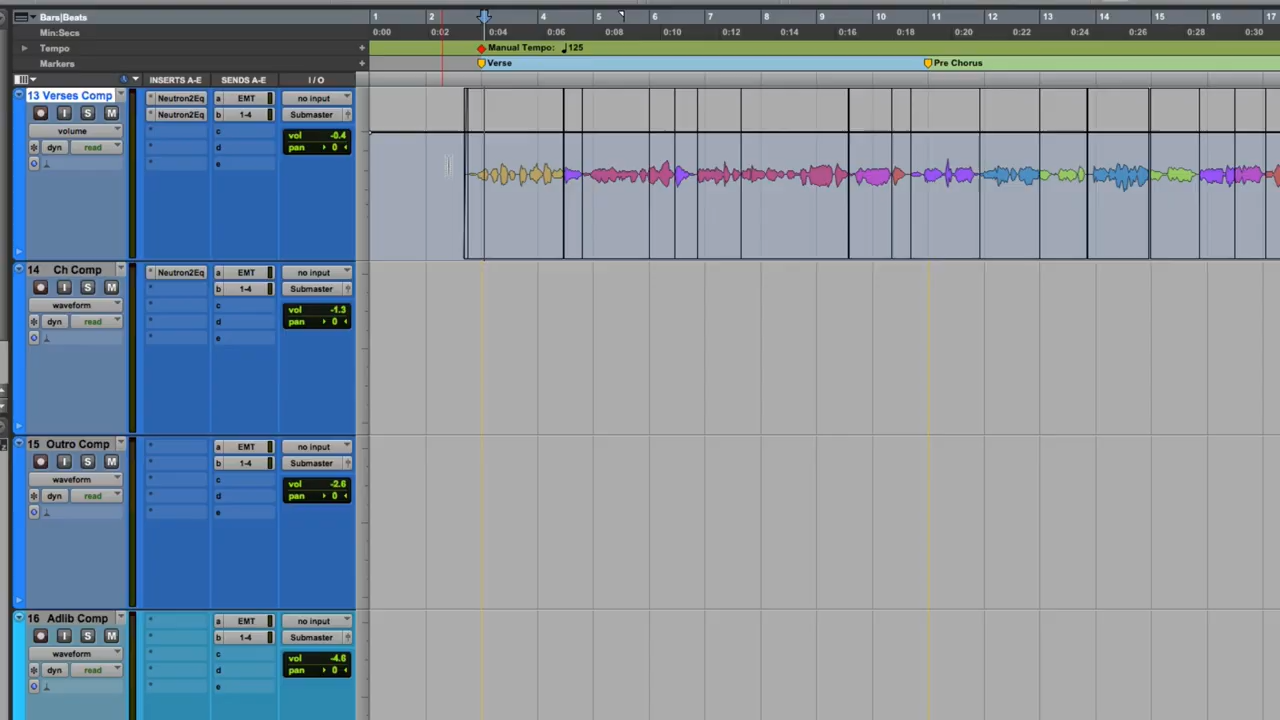 Bars|Beats 1 2 4 5 6 7 8 9 10 11 12 13 14 15 16 17
Min:Secs 0:00 0:02 0:04 0:06 0:08 0:10 0:12 0:14 0:16 0:18 0:20 0:22 0:24 0:26 0:28 0:30
Tempo + Manual Tempo: ♩125
Markers + Verse Pre Chorus
INSERTS A-E SENDS A-E I / O
13 Verses Comp Neutron2Eq a EMT no input
I S M Neutron2Eq b 1-4 Submaster
volume c vol -0.4
dyn read d pan 0
e
14 Ch Comp Neutron2Eq a EMT no input
I S M b 1-4 Submaster
waveform c vol -1.3
dyn read d pan 0
e
15 Outro Comp a EMT no input
I S M b 1-4 Submaster
waveform c vol -2.6
dyn read d pan 0
e
16 Adlib Comp a EMT no input
I S M b 1-4 Submaster
waveform c vol -4.6
dyn read d pan 0
e